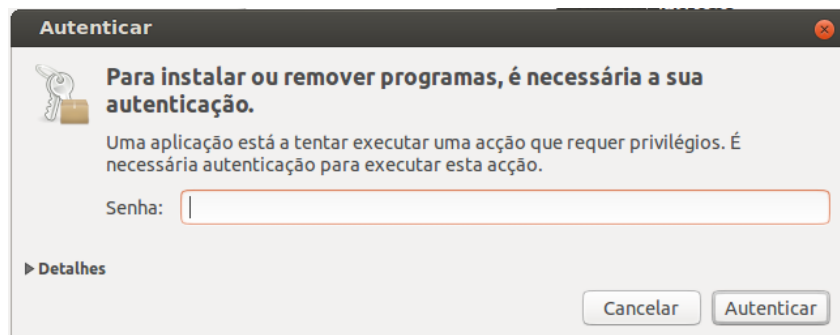 Autenticar
Para instalar ou remover programas, é necessária a sua
autenticação.
Uma aplicação está a tentar executar uma acção que requer privilégios. É
necessária autenticação para executar esta acção.
Senha:
Detalhes
Cancelar
Autenticar